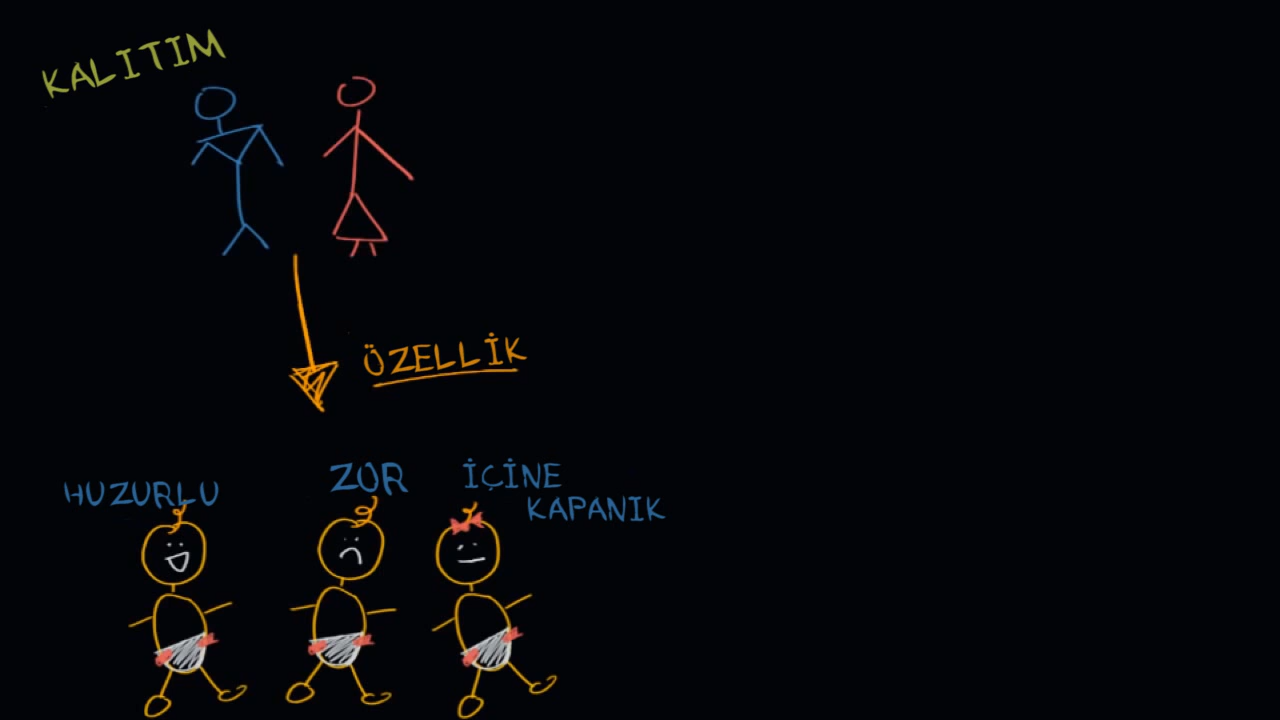 KALITIM
ÖZELLİK
HUZURLU
ZOR
İÇİNE
KAPANIK